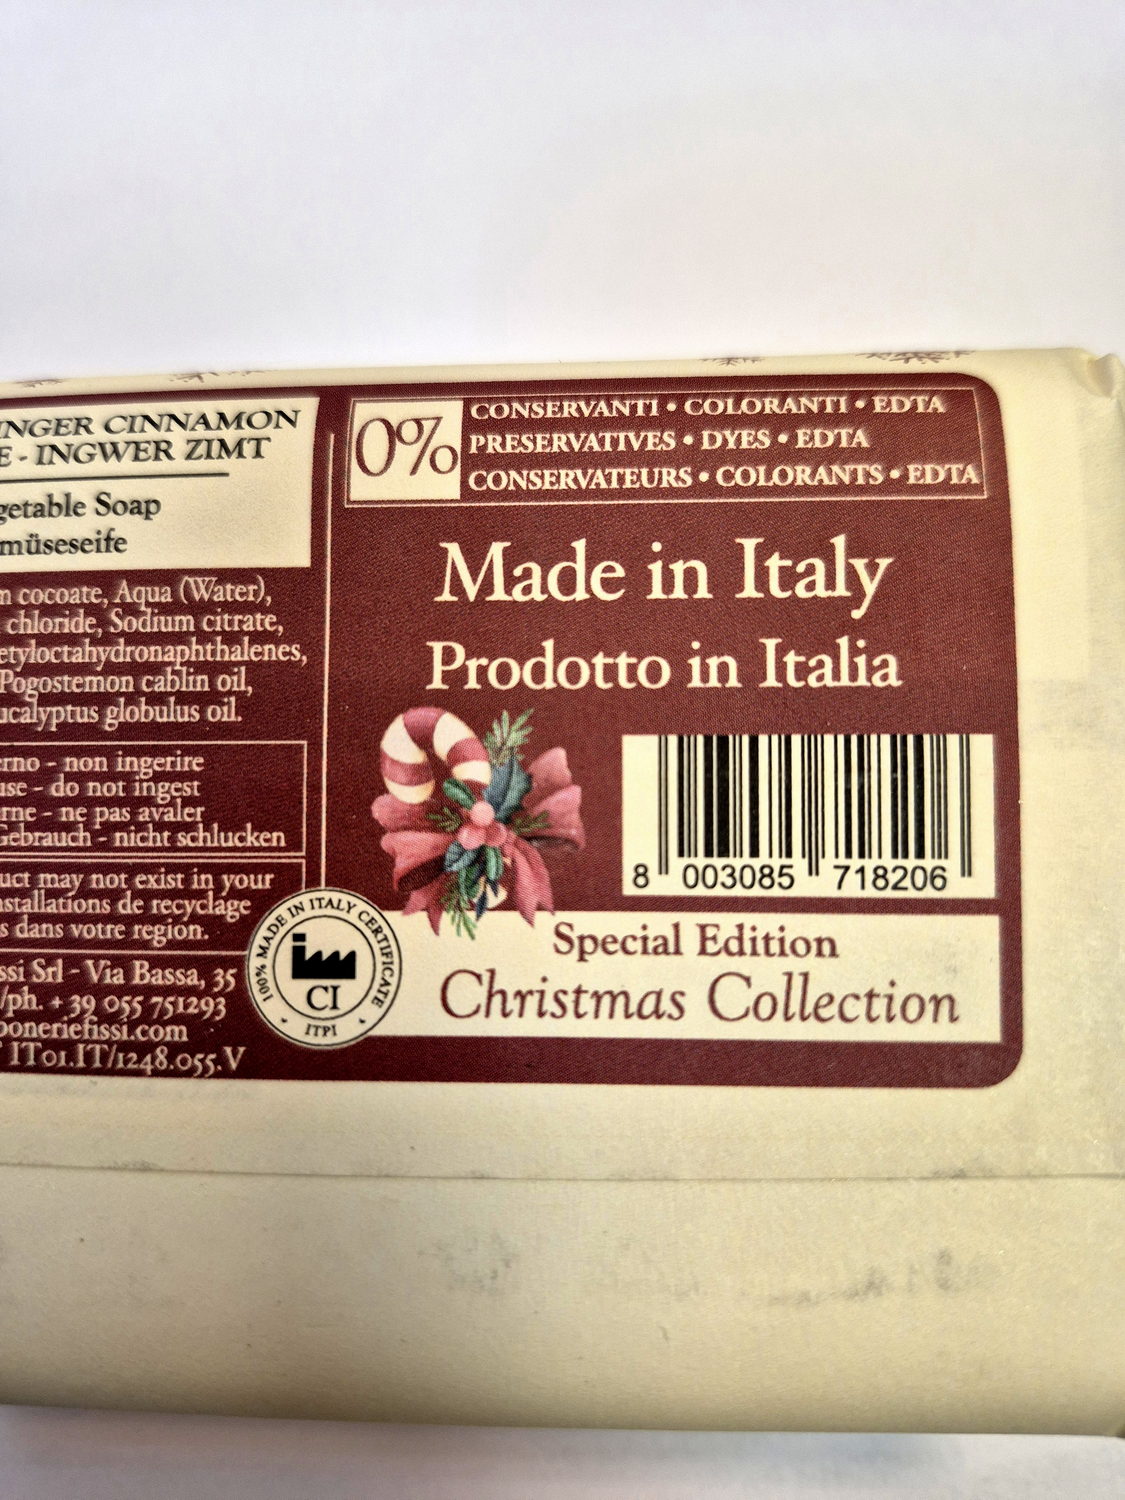 INGER CINNAMON
E - INGWER ZIMT
getable Soap
müseseife
cocoate, Aqua (Water),
chloride, Sodium citrate,
etyloctahydronaphthalenes,
Pogostemon cablin oil,
ucalyptus globulus oil.
erno - non ingerire
use - do not ingest
rne - ne pas avaler
Gebrauch - nicht schlucken
uct may not exist in your
nstallations de recyclage
s dans votre region.
ssi Srl - Via Bassa, 35
/ph. + 39 055 751293
oneriefissi.com
IT01.IT/1248.055.V
100% MADE IN ITALY CERTIFICATE
CI
ITPI
0%
CONSERVANTI • COLORANTI • EDTA
PRESERVATIVES • DYES • EDTA
CONSERVATEURS • COLORANTS • EDTA
Made in Italy
Prodotto in Italia
8 003085 718206
Special Edition
Christmas Collection